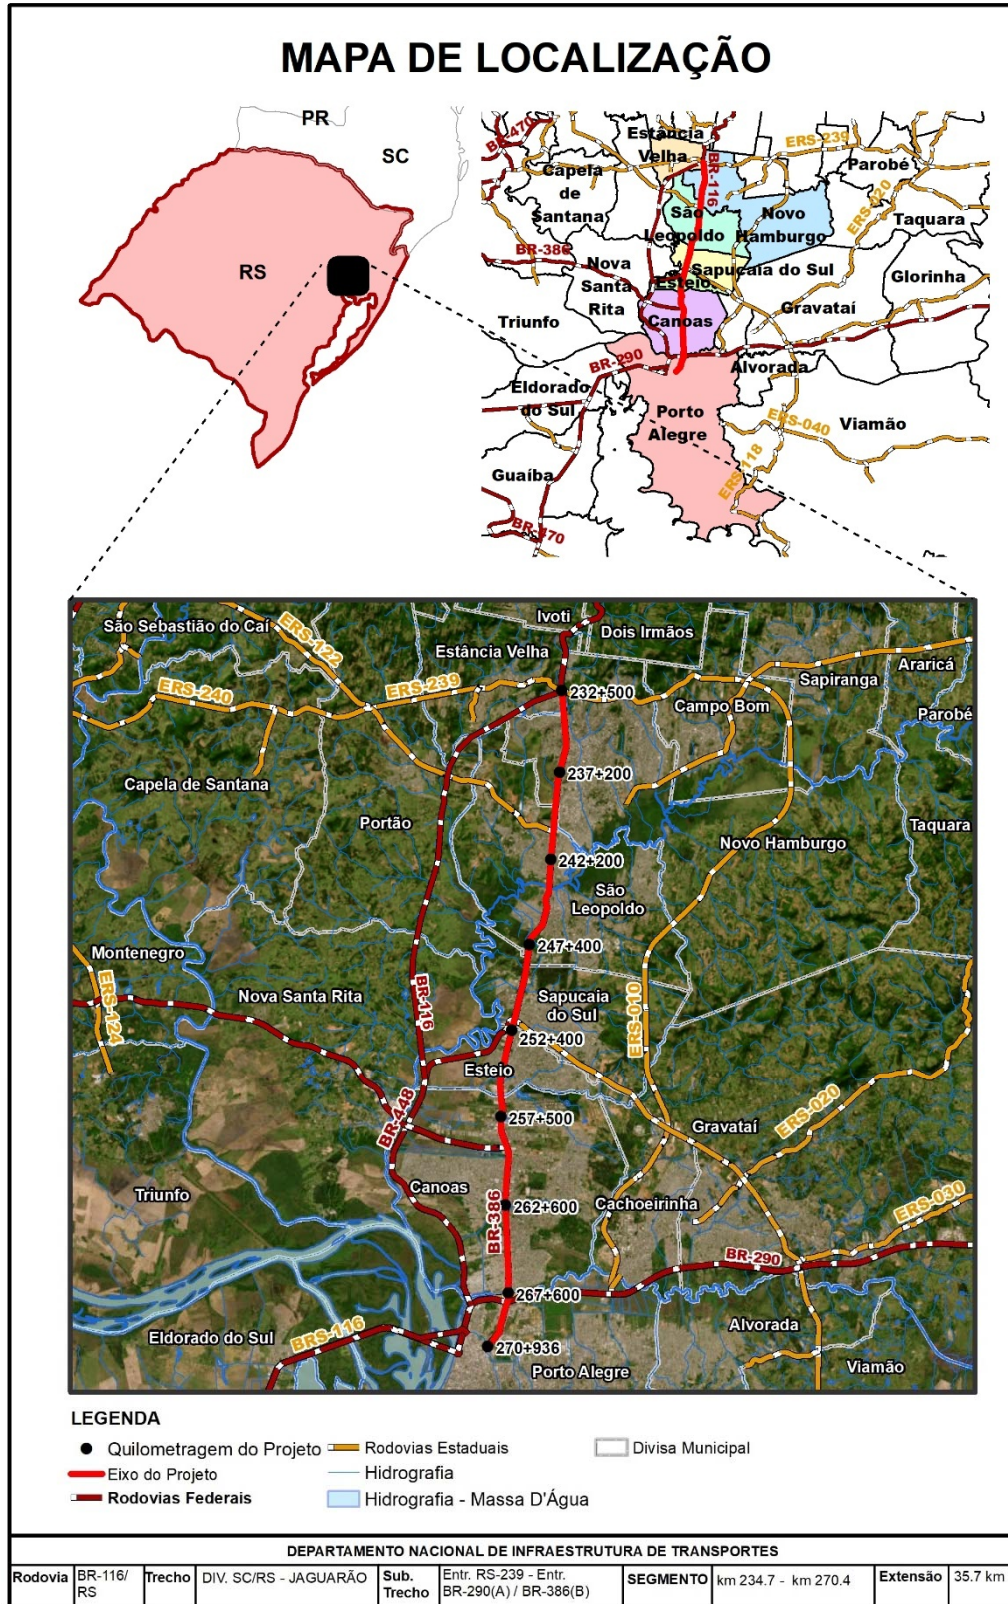 MAPA DE LOCALIZAÇÃO
PR
SC
RS
BR-470
Estância
Velha
BR-116
ERS-239
Parobé
Capela
de
Santana
São
Leopoldo
Novo
Hamburgo
ERS-020
Taquara
BR-386
Nova
Santa
Rita
Sapucaia do Sul
Esteio
Glorinha
Triunfo
Canoas
Gravataí
BR-290
Alvorada
Eldorado
do Sul
Porto
Alegre
ERS-040
Viamão
ERS-118
Guaíba
BR-470
São Sebastião do Caí
ERS-122
Ivoti
Dois Irmãos
Estância Velha
Araricá
ERS-240
ERS-239
232+500
Sapiranga
Campo Bom
Parobé
237+200
Capela de Santana
Portão
Taquara
Novo Hamburgo
242+200
São
Leopoldo
247+400
Montenegro
ERS-124
Nova Santa Rita
BR-116
Sapucaia
do Sul
ERS-010
252+400
Esteio
BR-448
257+500
Gravataí
ERS-020
Triunfo
Canoas
BR-386
262+600
Cachoeirinha
ERS-030
BR-290
267+600
Eldorado do Sul
BRS-116
Alvorada
270+936
Porto Alegre
Viamão
LEGENDA
Quilometragem do Projeto
Rodovias Estaduais
Divisa Municipal
Eixo do Projeto
Hidrografia
Rodovias Federais
Hidrografia - Massa D'Água
DEPARTAMENTO NACIONAL DE INFRAESTRUTURA DE TRANSPORTES
Rodovia
BR-116/
RS
Trecho
DIV. SC/RS - JAGUARÃO
Sub.
Trecho
Entr. RS-239 - Entr.
BR-290(A) / BR-386(B)
SEGMENTO
km 234.7 - km 270.4
Extensão
35.7 km